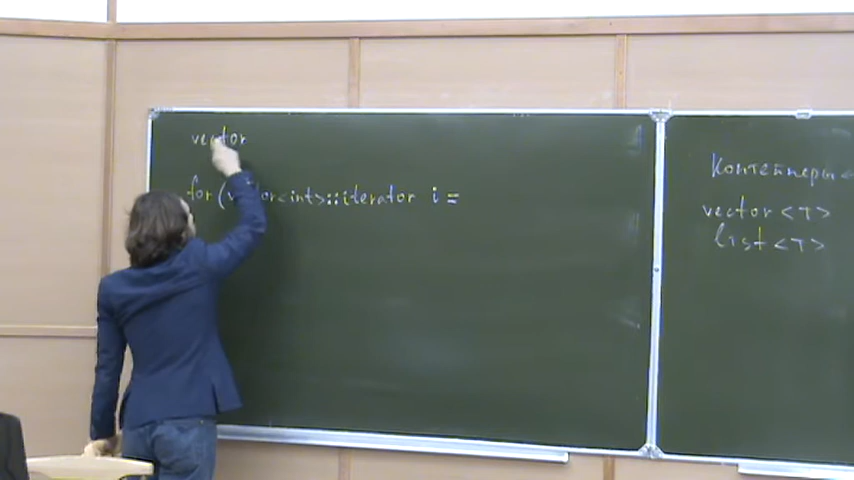 vector
for (vector<int>::iterator i =
Контейнеры
vector <T>
list <T>